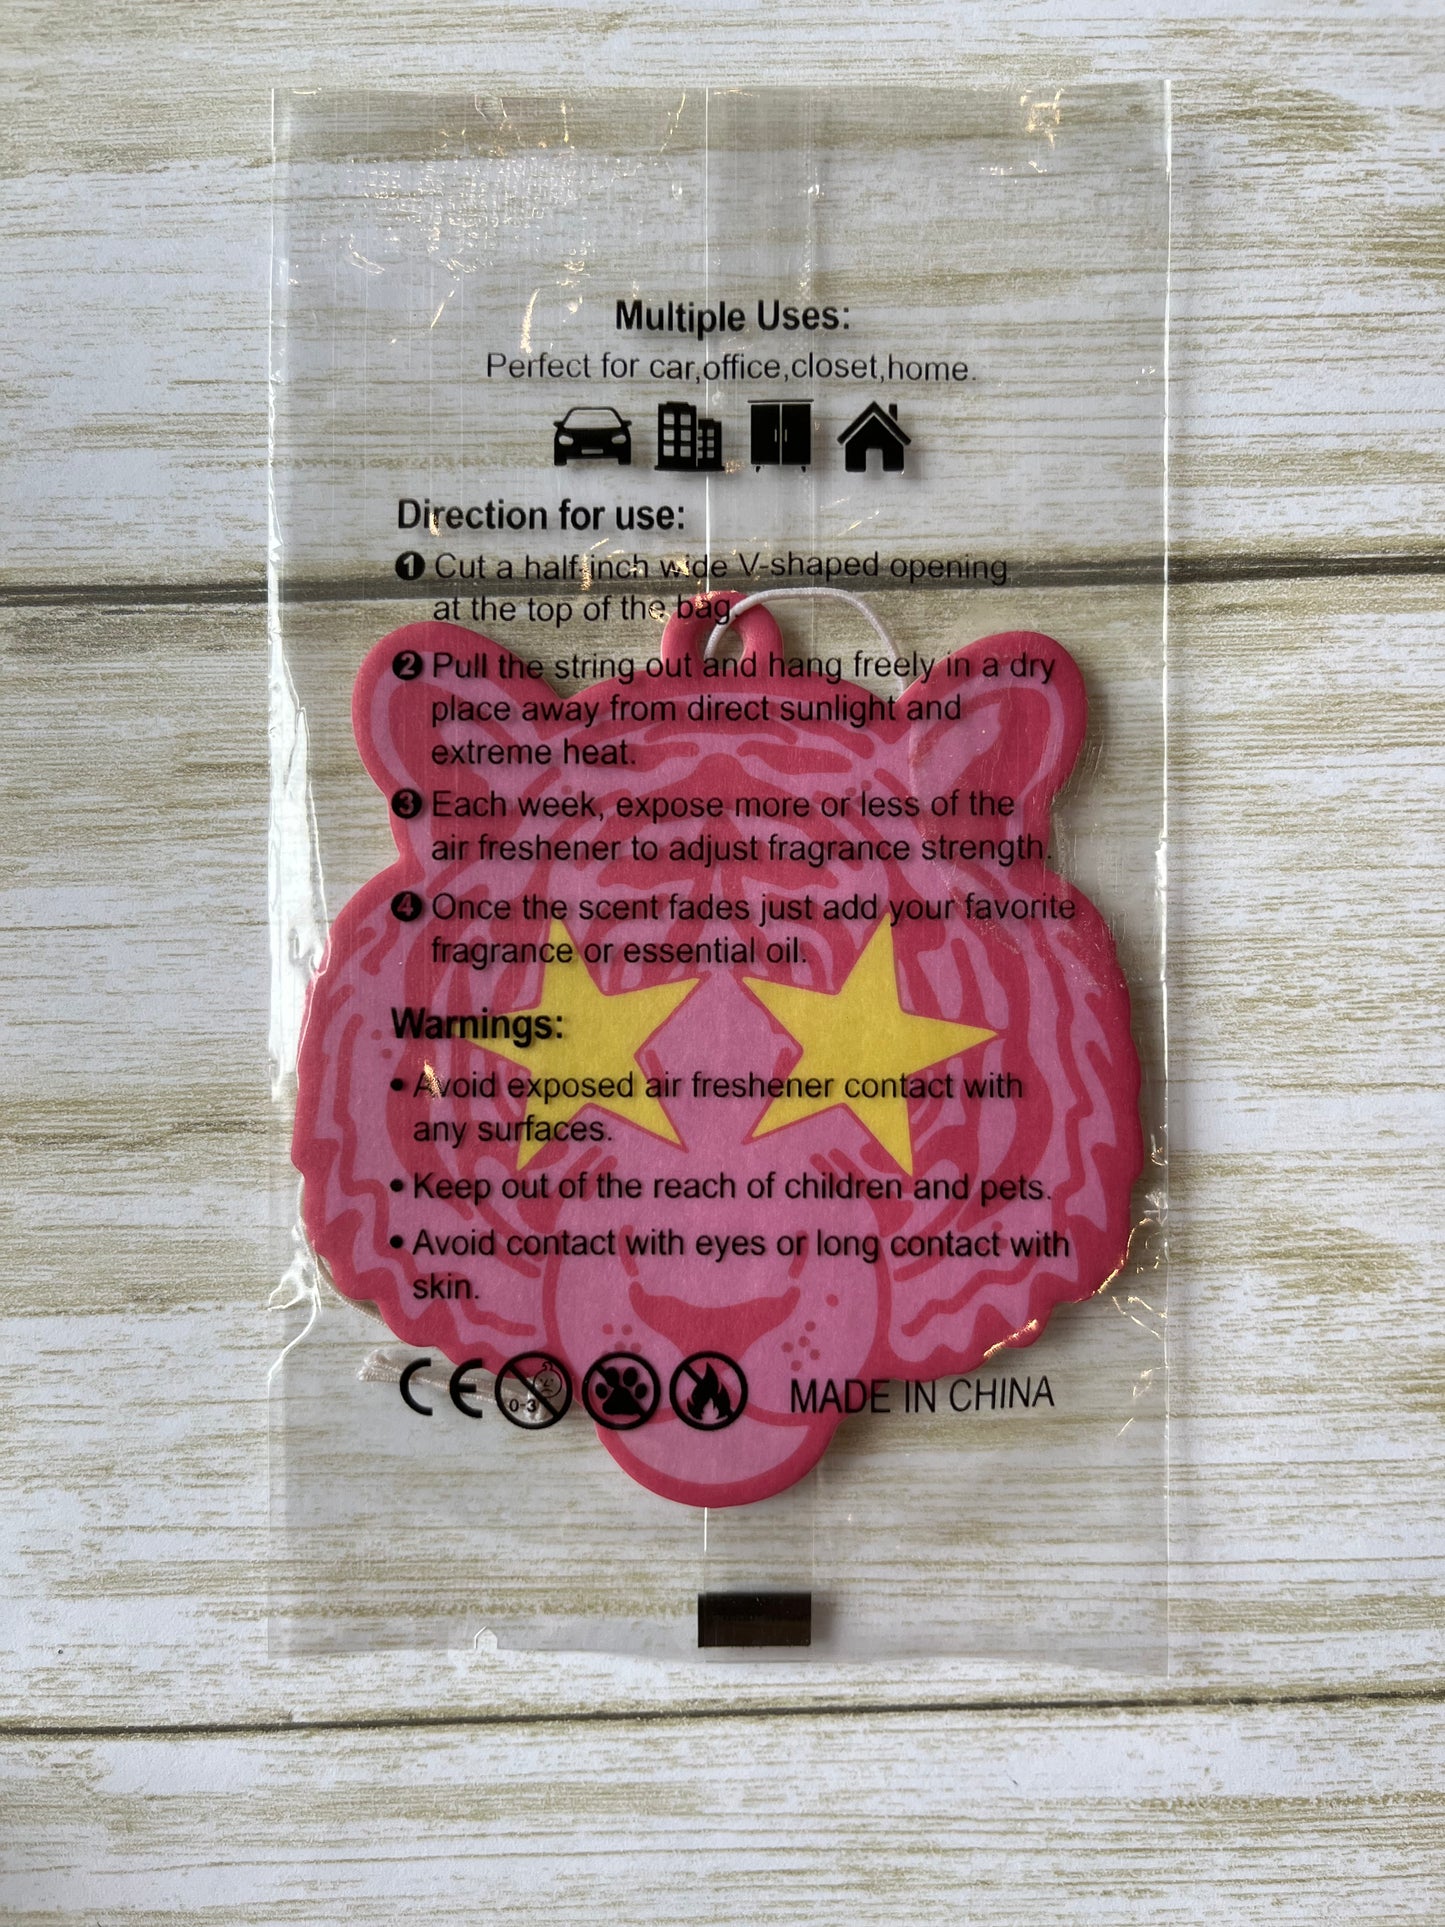 Multiple Uses:
Perfect for car,office,closet,home.
Direction for use:
1 Cut a half inch wide V-shaped opening
at the top of the bag.
2 Pull the string out and hang freely in a dry
place away from direct sunlight and
extreme heat.
3 Each week, expose more or less of the
air freshener to adjust fragrance strength.
4 Once the scent fades just add your favorite
fragrance or essential oil.
Warnings:
• Avoid exposed air freshener contact with
any surfaces.
• Keep out of the reach of children and pets.
• Avoid contact with eyes or long contact with
skin.
CE 0-3 MADE IN CHINA